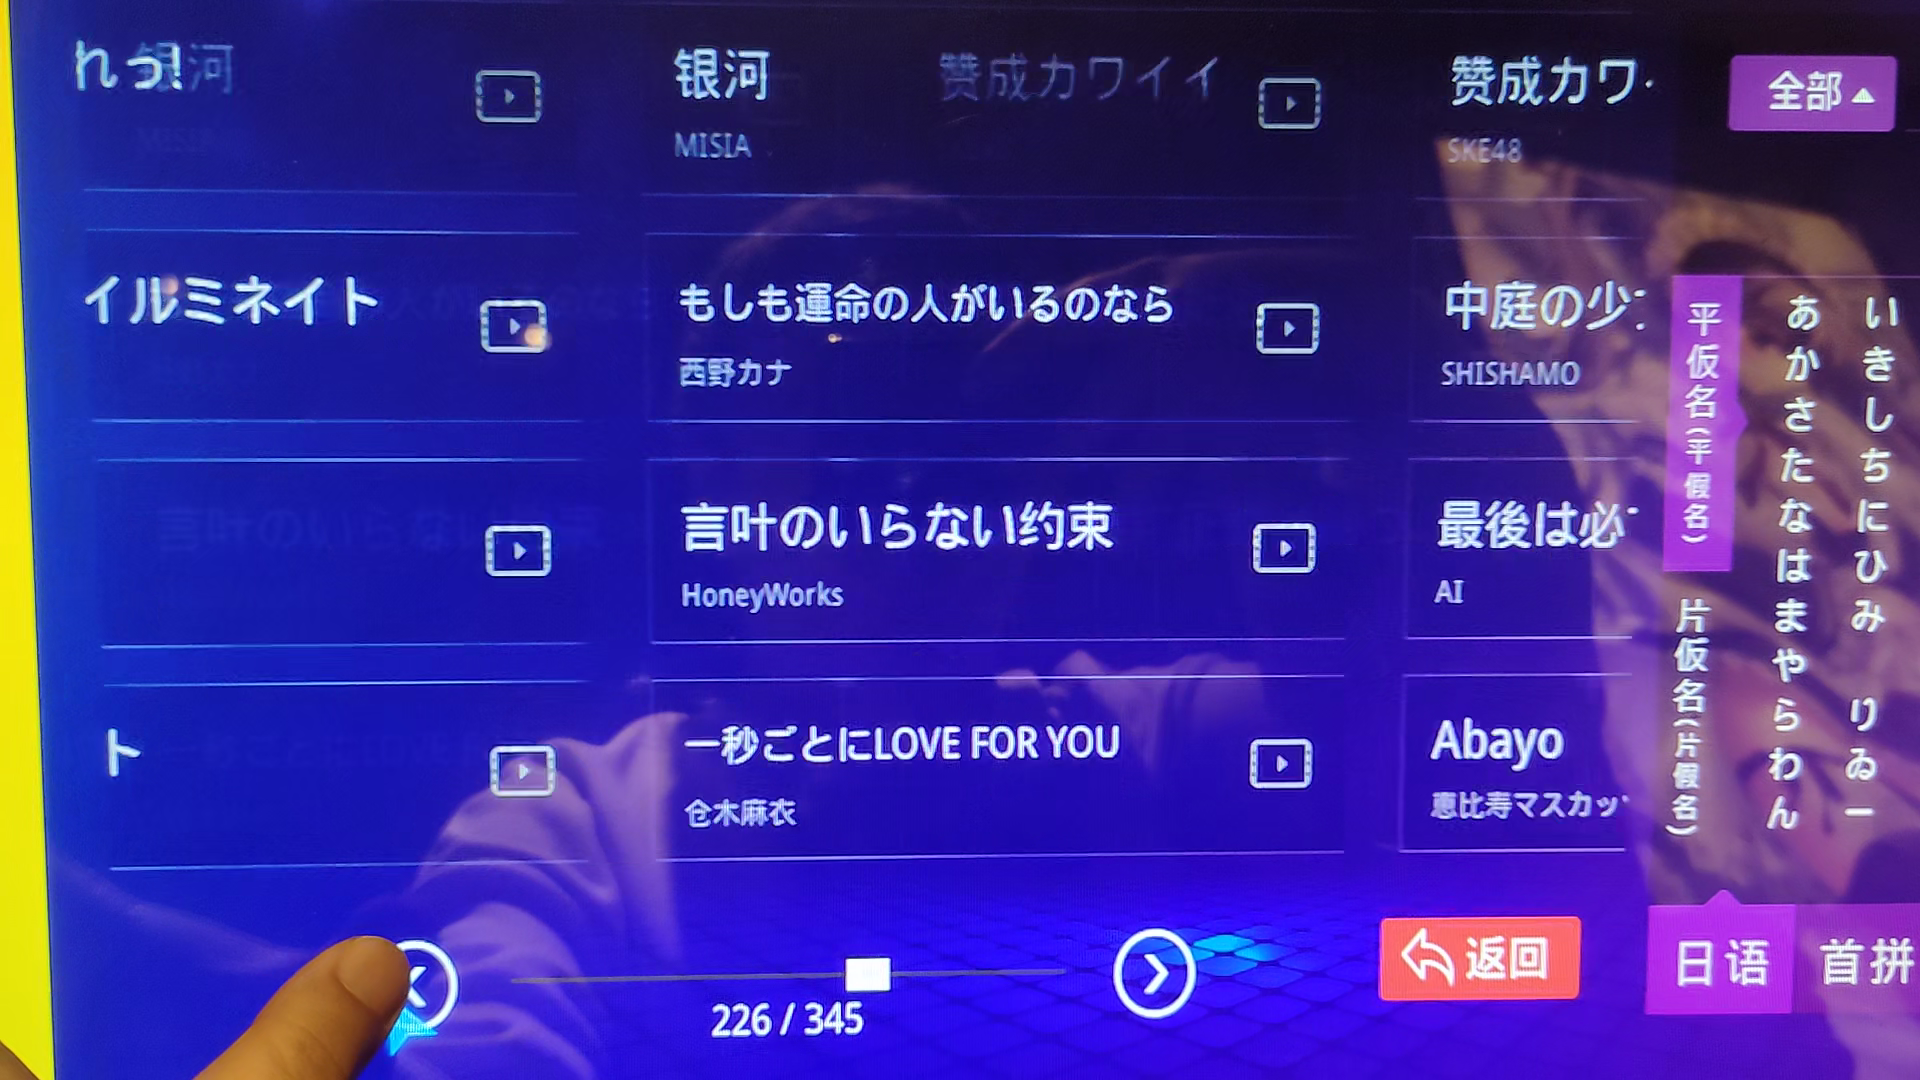 れっ!
银河
MISIA
赞成カワイイ
赞成カワ
SKE48
全部
イルミネイト
もしも運命の人がいるのなら
西野カナ
中庭の少
SHISHAMO
言叶のいらない约束
HoneyWorks
最後は必
AI
ト
一秒ごとにLOVE FOR YOU
仓木麻衣
Abayo
恵比寿マスカッ
平仮名(平假名)
片仮名(片假名)
あかさたなはまやらわん
いきしちにひみ りゐー
226 / 345
返回
日语
首拼